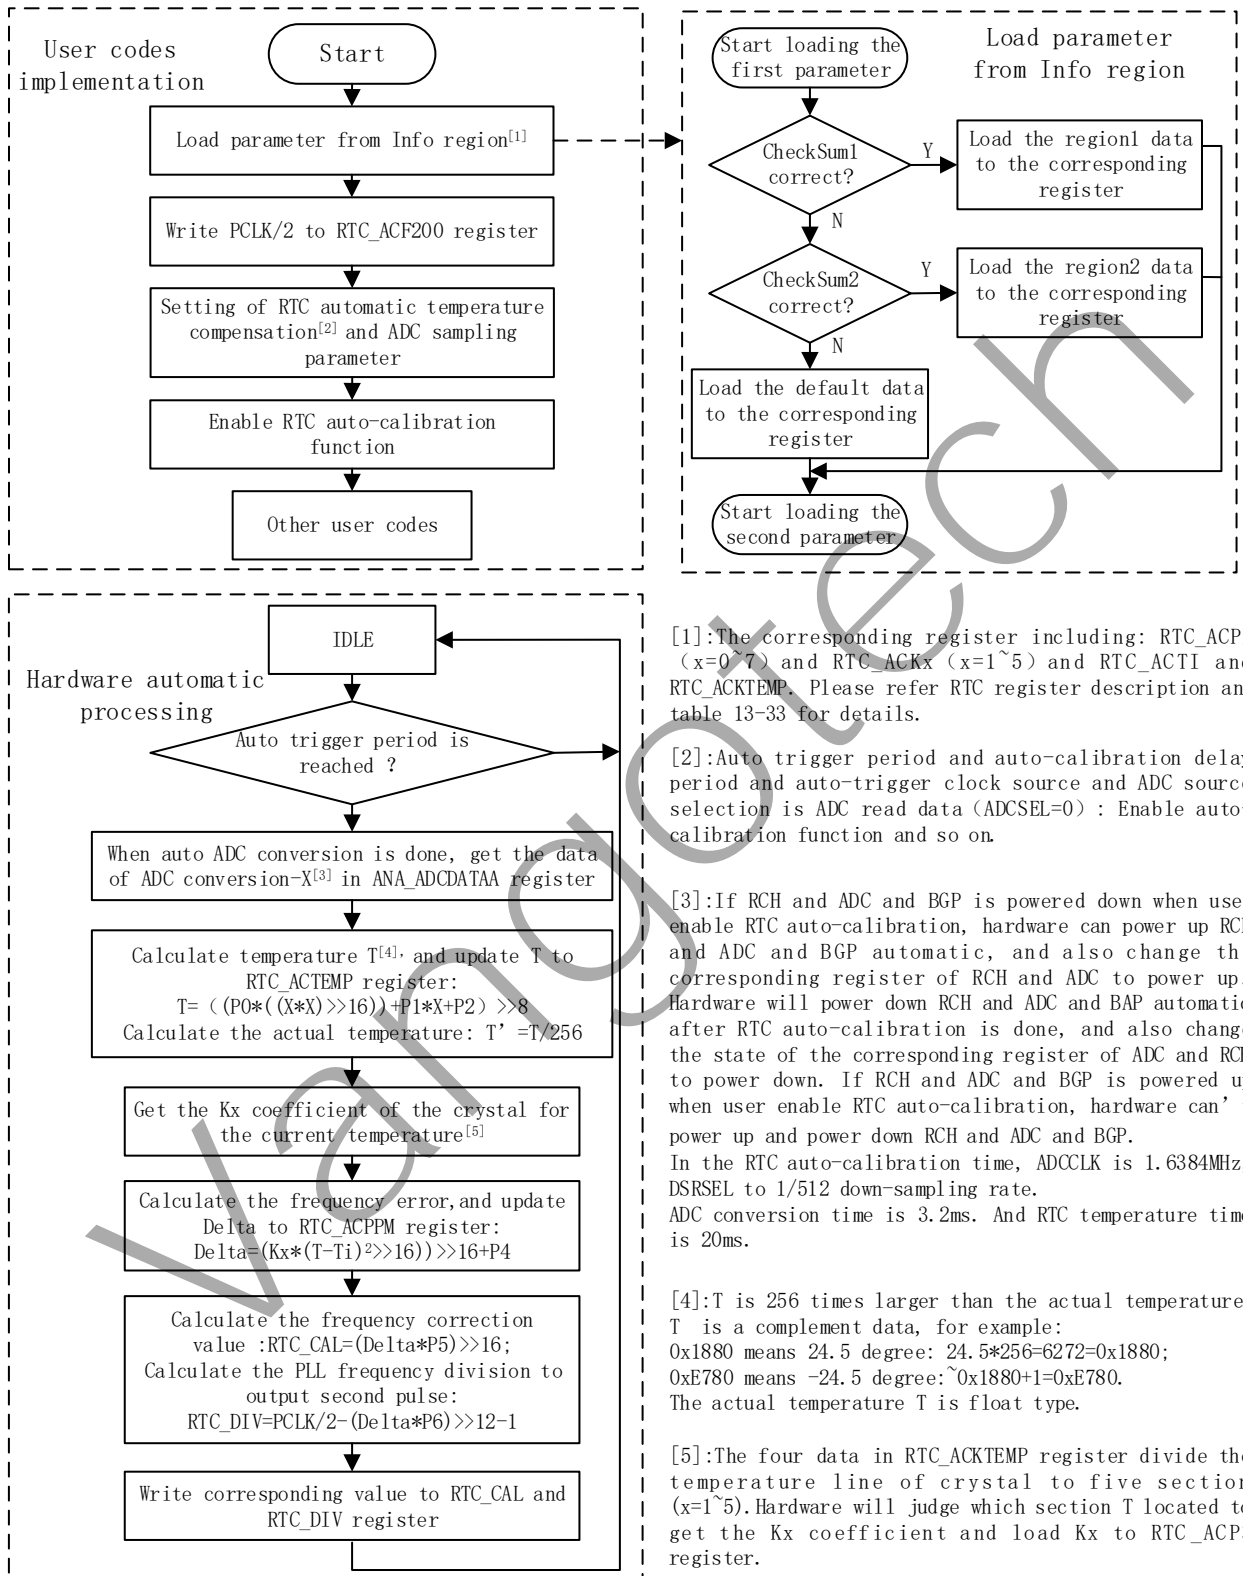 User codes
implementation
Start
Load parameter from Info region[1]
Write PCLK/2 to RTC_ACF200 register
Setting of RTC automatic temperature
compensation[2] and ADC sampling
parameter
Enable RTC auto-calibration
function
Other user codes
Load parameter
from Info region
Start loading the
first parameter
CheckSum1
correct?
Y
Load the region1 data
to the corresponding
register
N
CheckSum2
correct?
Y
Load the region2 data
to the corresponding
register
N
Load the default data
to the corresponding
register
Start loading the
second parameter
Hardware automatic
processing
IDLE
Auto trigger period is
reached ?
When auto ADC conversion is done, get the data
of ADC conversion-X[3] in ANA_ADCDATAA register
Calculate temperature T[4], and update T to
RTC_ACTEMP register:
T= ((P0*((X*X)>>16))+P1*X+P2) >>8
Calculate the actual temperature: T' =T/256
Get the Kx coefficient of the crystal for
the current temperature[5]
Calculate the frequency error,and update
Delta to RTC_ACPPM register:
Delta=(Kx*(T-Ti)²>>16))>>16+P4
Calculate the frequency correction
value :RTC_CAL=(Delta*P5)>>16;
Calculate the PLL frequency division to
output second pulse:
RTC_DIV=PCLK/2-(Delta*P6)>>12-1
Write corresponding value to RTC_CAL and
RTC_DIV register
[1]:The corresponding register including: RTC_ACP
(x=0~7) and RTC_ACKx (x=1~5) and RTC_ACTI and
RTC_ACKTEMP. Please refer RTC register description an
table 13-33 for details.
[2]:Auto trigger period and auto-calibration delay
period and auto-trigger clock source and ADC source
selection is ADC read data (ADCSEL=0) : Enable auto
calibration function and so on.
[3]:If RCH and ADC and BGP is powered down when use
enable RTC auto-calibration, hardware can power up RCH
and ADC and BGP automatic, and also change th
corresponding register of RCH and ADC to power up.
Hardware will power down RCH and ADC and BAP automatic
after RTC auto-calibration is done, and also change
the state of the corresponding register of ADC and RCH
to power down. If RCH and ADC and BGP is powered up
when user enable RTC auto-calibration, hardware can'
power up and power down RCH and ADC and BGP.
In the RTC auto-calibration time, ADCCLK is 1.6384MHz
DSRSEL to 1/512 down-sampling rate.
ADC conversion time is 3.2ms. And RTC temperature time
is 20ms.
[4]:T is 256 times larger than the actual temperature
T is a complement data, for example:
0x1880 means 24.5 degree: 24.5*256=6272=0x1880;
0xE780 means -24.5 degree:~0x1880+1=0xE780.
The actual temperature T is float type.
[5]:The four data in RTC_ACKTEMP register divide the
temperature line of crystal to five section
(x=1~5).Hardware will judge which section T located to
get the Kx coefficient and load Kx to RTC_ACP
register.
Vangotech